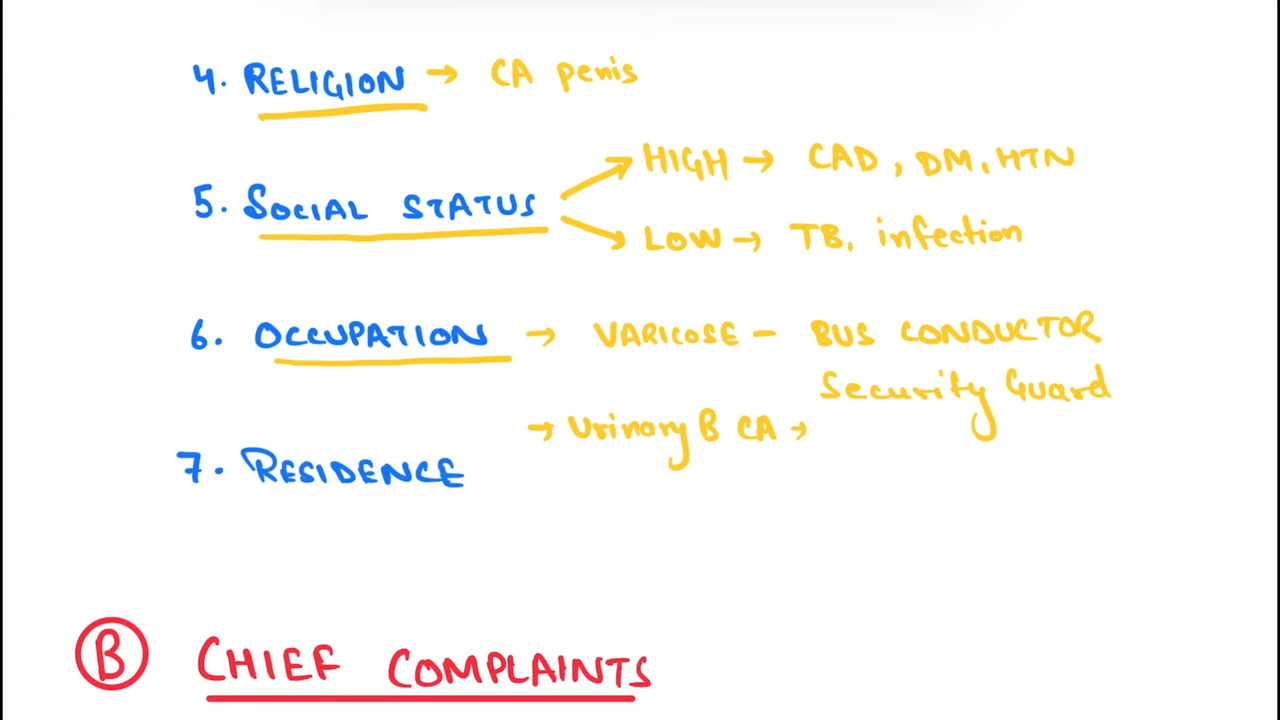 4. RELIGION → CA penis
5. SOCIAL STATUS
HIGH → CAD, DM, HTN
LOW → TB, infection
6. OCCUPATION → VARICOSE - BUS CONDUCTOR
Security Guard
→ Urinary B CA →
7. RESIDENCE
B CHIEF COMPLAINTS